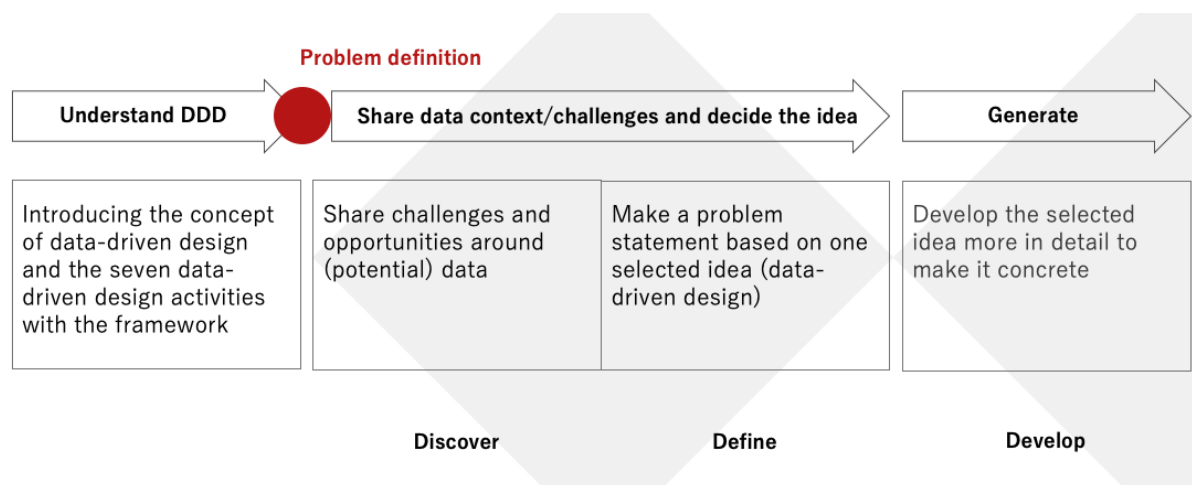 Problem definition
Understand DDD
Share data context/challenges and decide the idea
Generate
Introducing the concept
of data-driven design
and the seven data-
driven design activities
with the framework
Share challenges and
opportunities around
(potential) data
Make a problem
statement based on one
selected idea (data-
driven design)
Develop the selected
idea more in detail to
make it concrete
Discover
Define
Develop